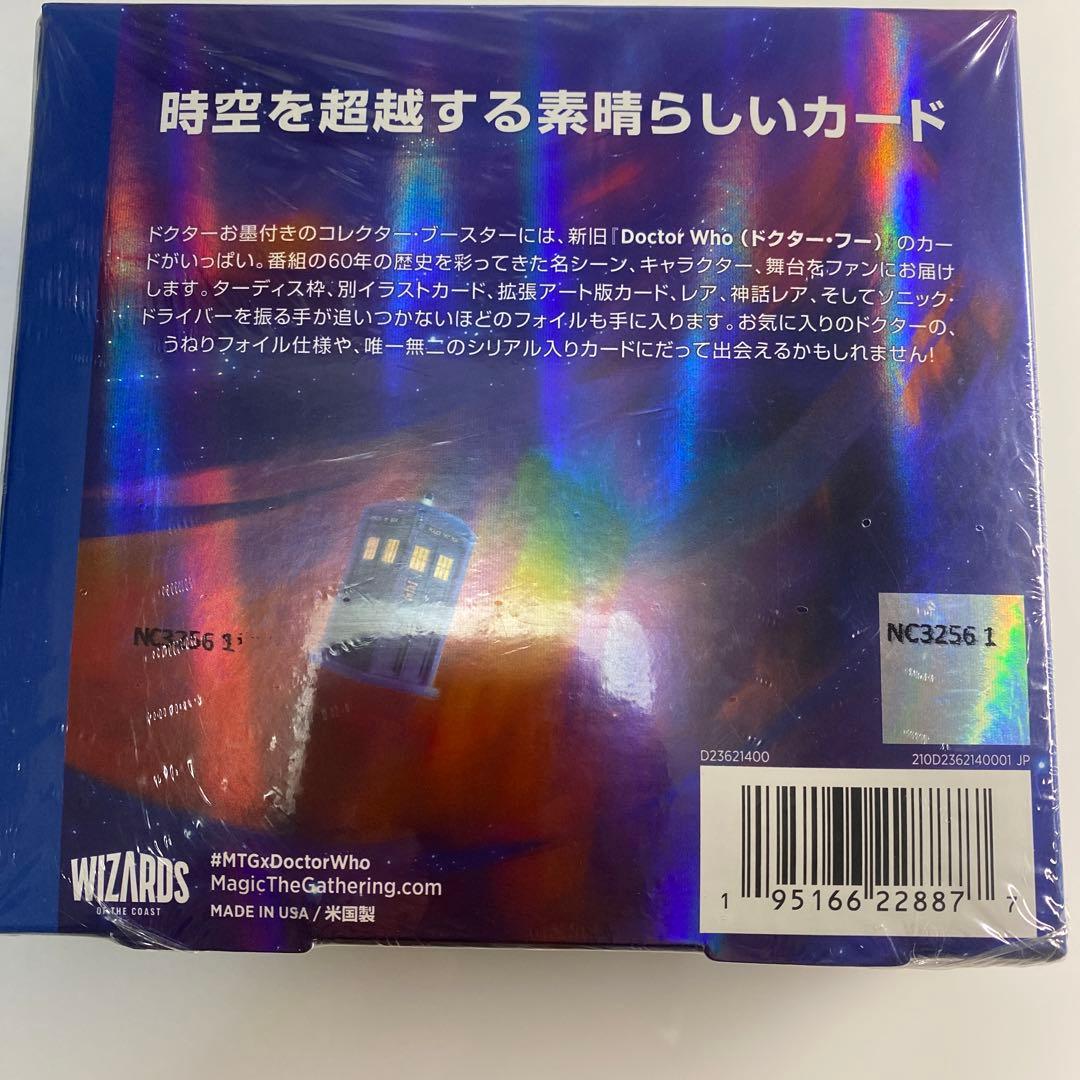 時空を超越する素晴らしいカード
ドクターお墨付きのコレクター・ブースターには、新旧『Doctor Who（ドクター・フー）』のカー
ドがいっぱい。番組の60年の歴史を彩ってきた名シーン、キャラクター、舞台をファンにお届け
します。ターディス枠、別イラストカード、拡張アート版カード、レア、神話レア、そしてソニック・
ドライバーを振る手が追いつかないほどのフォイルも手に入ります。お気に入りのドクターの、
うねりフォイル仕様や、唯一無二のシリアル入りカードにだって出会えるかもしれません!
NC3256 1
NC3256 1
D23621400
210D2362140001 JP
WIZARDS
OF THE COAST
#MTGxDoctorWho
MagicTheGathering.com
MADE IN USA / 米国製
1 95166 22887 7